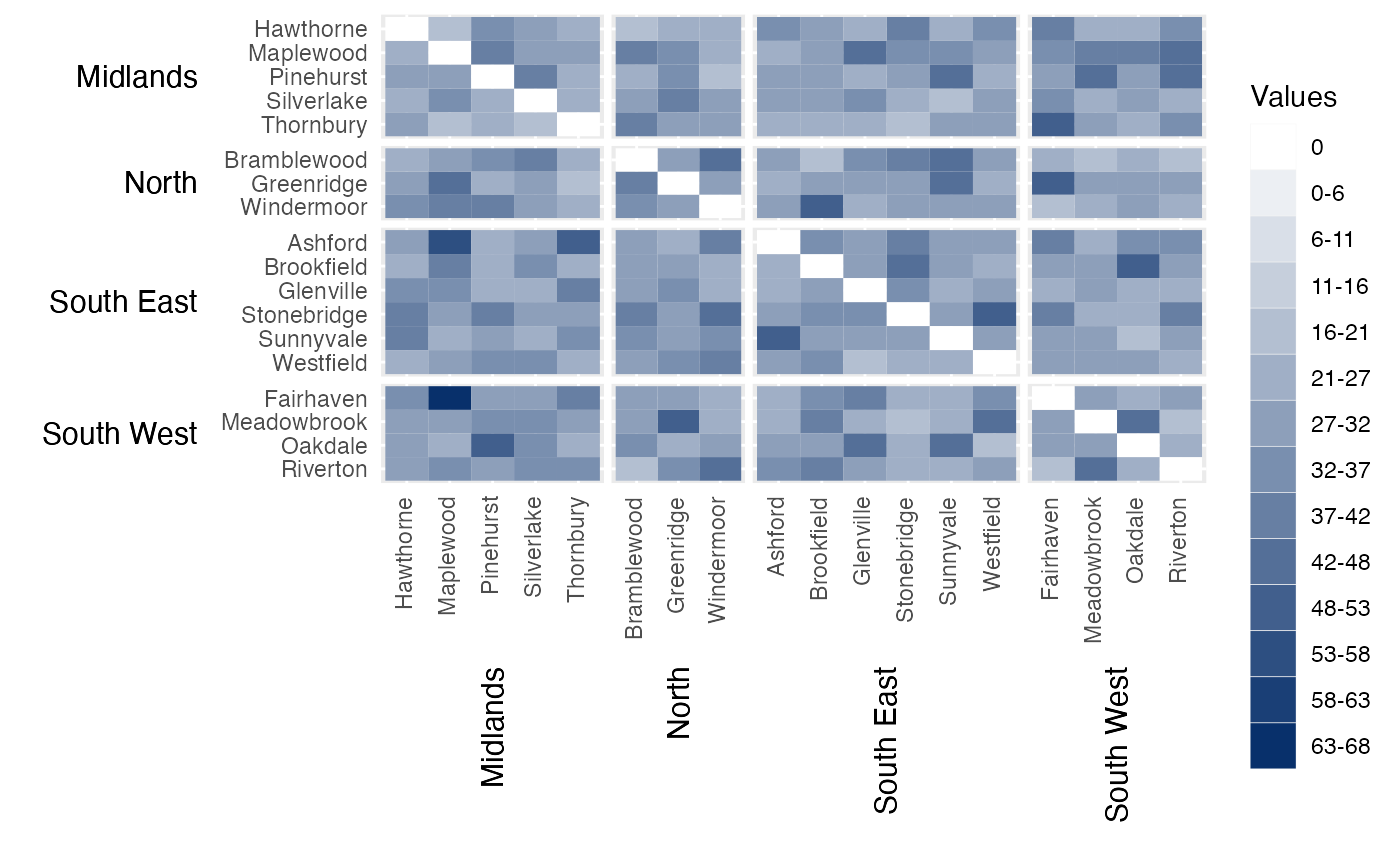 Midlands
Hawthorne
Maplewood
Pinehurst
Silverlake
Thornbury
North
Bramblewood
Greenridge
Windermoor
South East
Ashford
Brookfield
Glenville
Stonebridge
Sunnyvale
Westfield
South West
Fairhaven
Meadowbrook
Oakdale
Riverton
Hawthorne
Maplewood
Pinehurst
Silverlake
Thornbury
Bramblewood
Greenridge
Windermoor
Ashford
Brookfield
Glenville
Stonebridge
Sunnyvale
Westfield
Fairhaven
Meadowbrook
Oakdale
Riverton
Midlands
North
South East
South West
Values
0
0-6
6-11
11-16
16-21
21-27
27-32
32-37
37-42
42-48
48-53
53-58
58-63
63-68